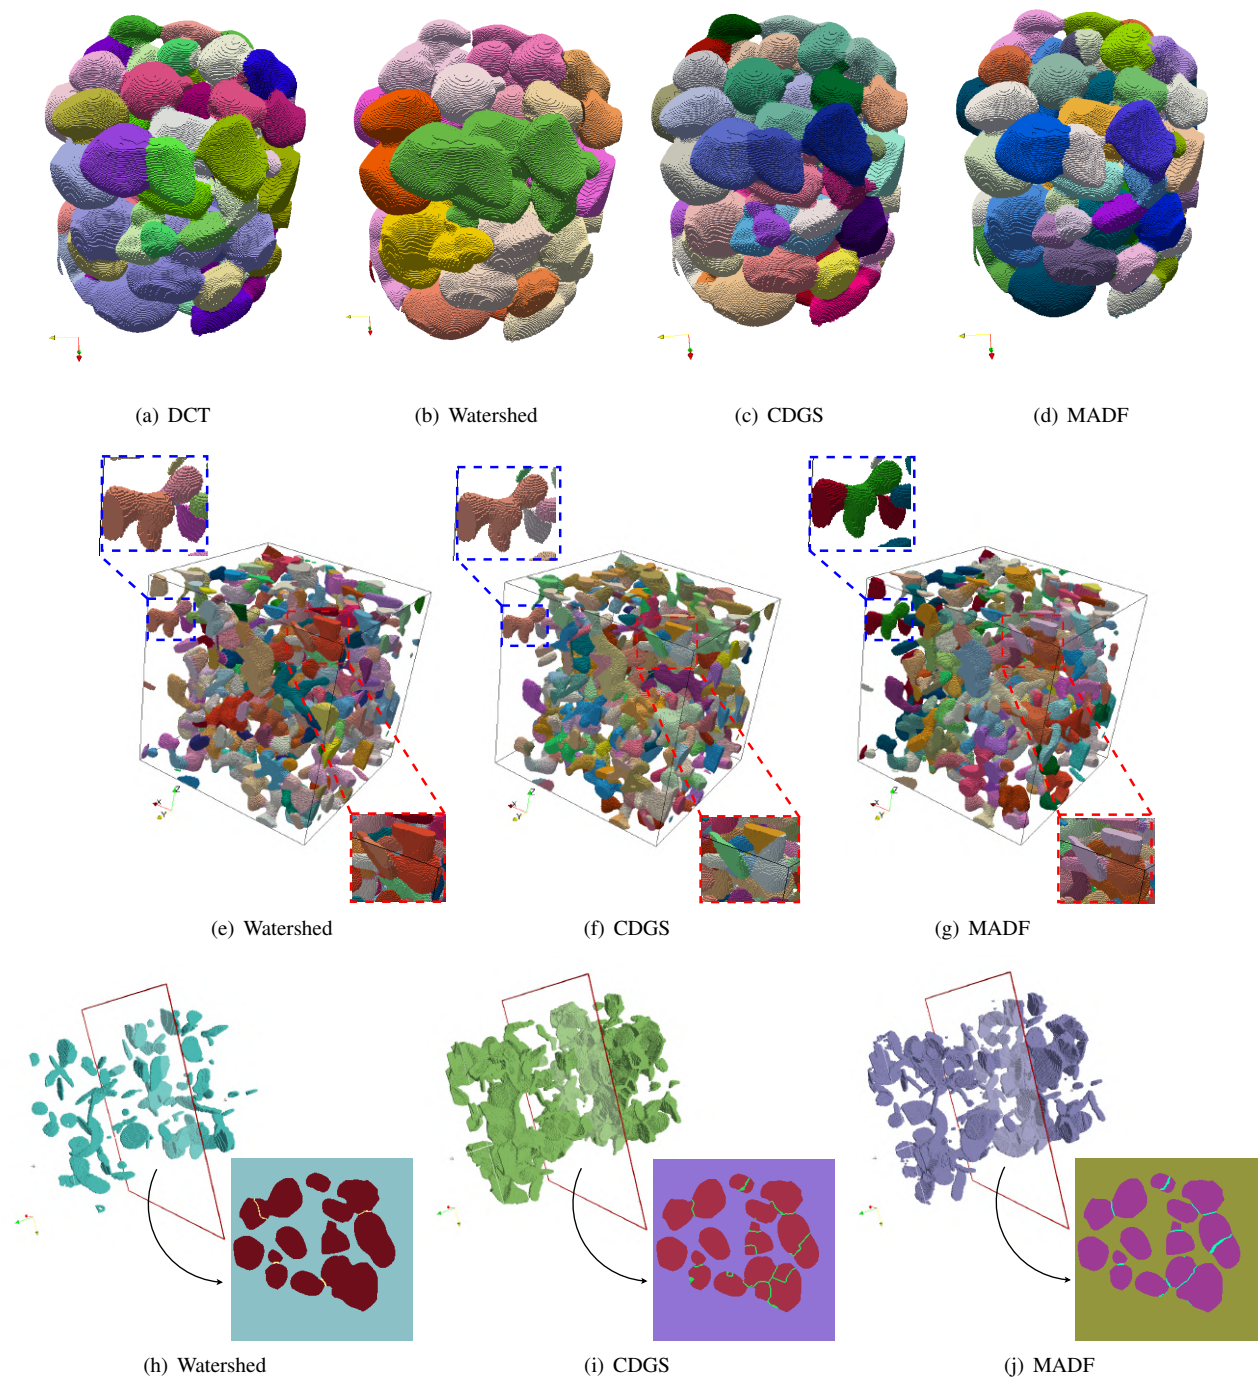 (a) DCT
(b) Watershed
(c) CDGS
(d) MADF
X
Y
Z
X
Y
Z
X
Y
Z
(e) Watershed
(f) CDGS
(g) MADF
(h) Watershed
(i) CDGS
(j) MADF